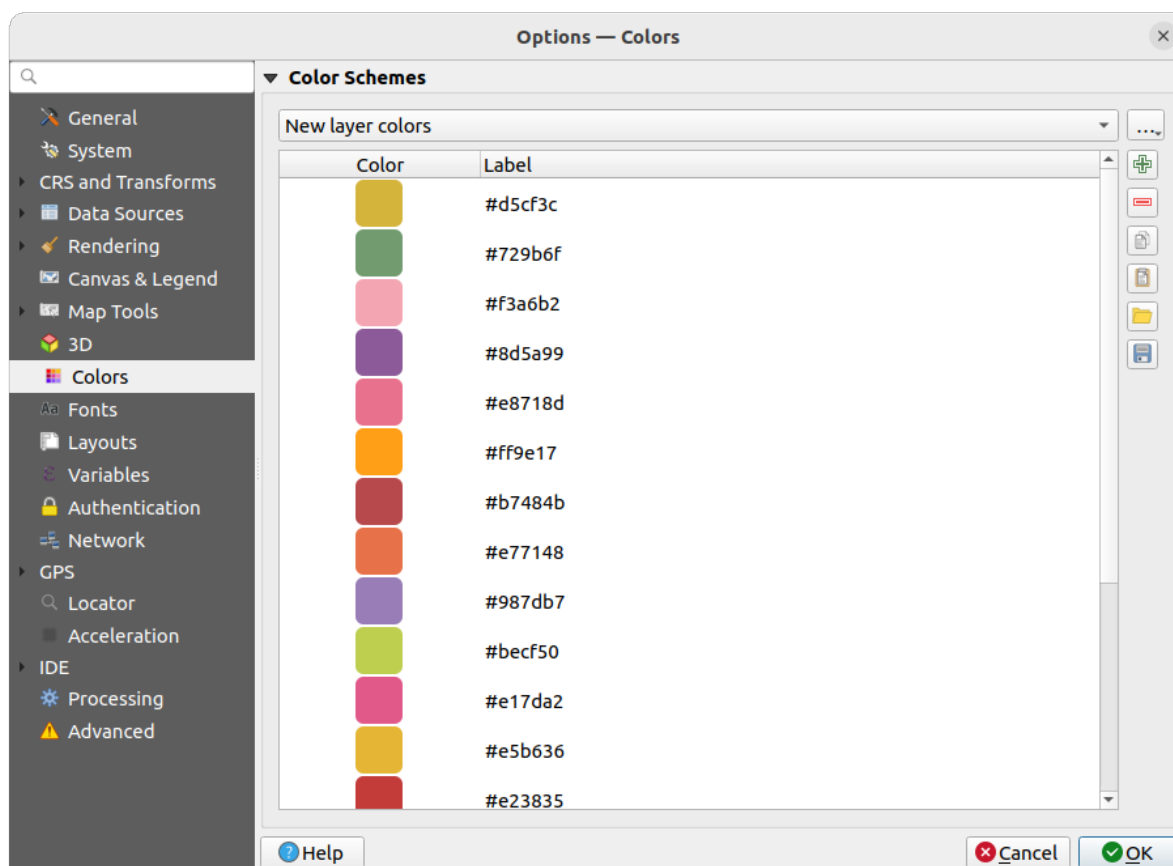 Options — Colors
Color Schemes
General
System
CRS and Transforms
Data Sources
Rendering
Canvas & Legend
Map Tools
3D
Colors
Fonts
Layouts
Variables
Authentication
Network
GPS
Locator
Acceleration
IDE
Processing
Advanced
New layer colors
...
Color Label
#d5cf3c
#729b6f
#f3a6b2
#8d5a99
#e8718d
#ff9e17
#b7484b
#e77148
#987db7
#becf50
#e17da2
#e5b636
#e23835
Help
Cancel
OK